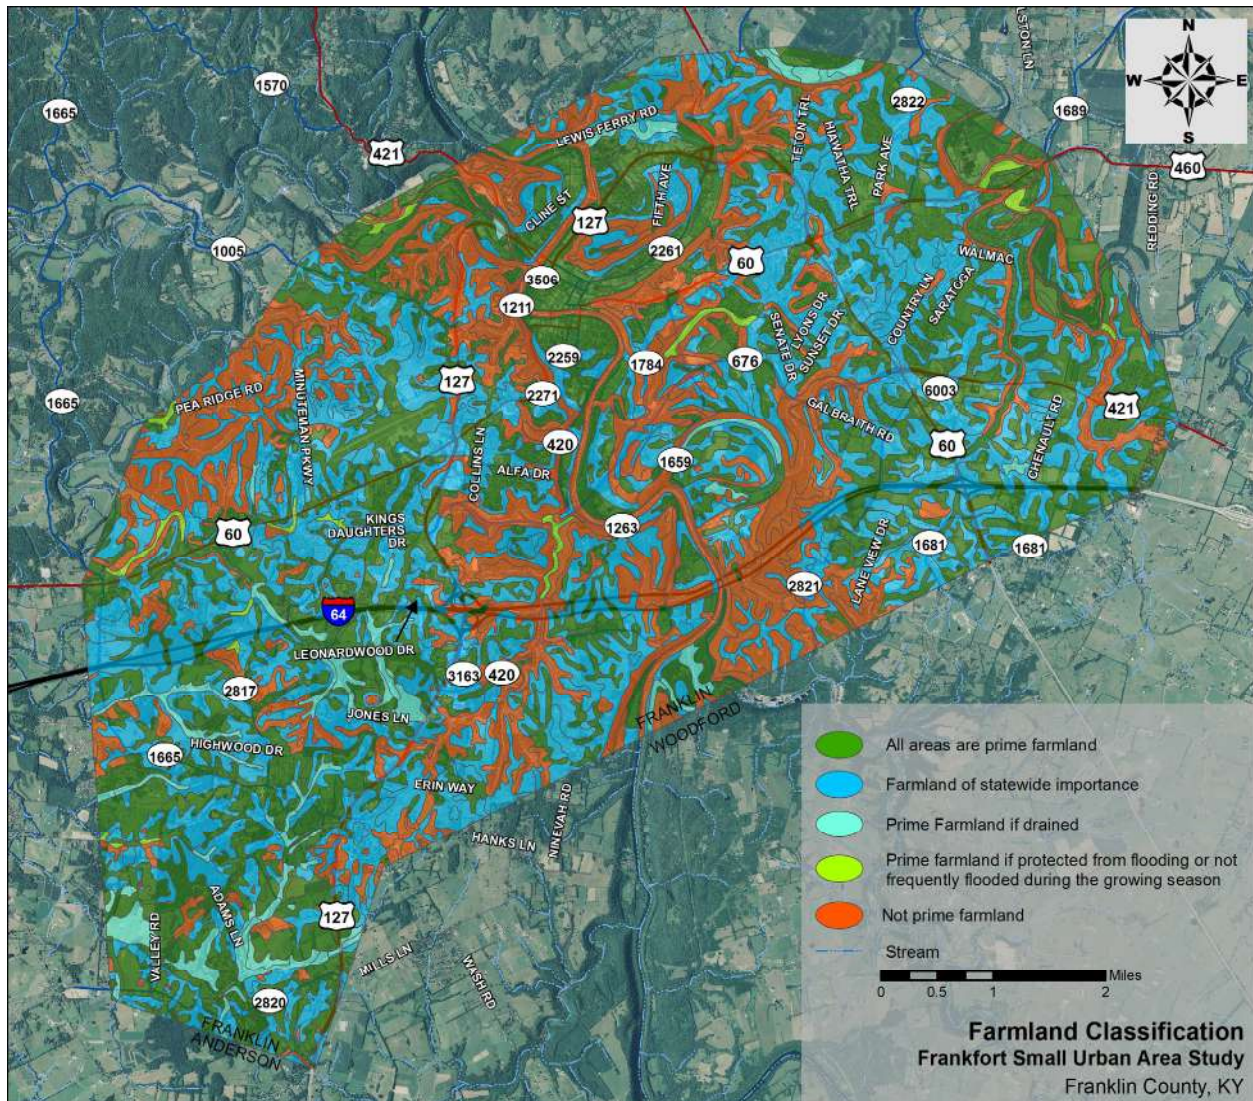 LSTON LN
N
W E
S
1665
1570
421
1689
2822
460
LEWIS FERRY RD
TETON TRL
HIAWATHA TRL
PARK AVE
REDDING RD
CLINE ST
127
FIFTH AVE
1005
2261
60
WALMAC
3506
1211
COUNTRY LN
SARATOGA
SENATE DR
LYONS DR
SUNSET DR
2259
1784
676
127
1665
PEA RIDGE RD
MINUTEMAN PKWY
2271
6003
421
GALBRAITH RD
60
CHENAULT RD
420
COLLINS LN
ALFA DR
1659
60
KINGS
DAUGHTERS
DR
1263
LANE VIEW DR
1681
1681
2821
64
LEONARDWOOD DR
3163
420
2817
JONES LN
FRANKLIN
WOODFORD
HIGHWOOD DR
1665
ERIN WAY
NINEVAH RD
HANKS LN
ADAMS LN
127
VALLEY RD
MILLS LN
WASH RD
2820
FRANKLIN
ANDERSON
All areas are prime farmland
Farmland of statewide importance
Prime Farmland if drained
Prime farmland if protected from flooding or not
frequently flooded during the growing season
Not prime farmland
Stream
Miles
0 0.5 1 2
Farmland Classification
Frankfort Small Urban Area Study
Franklin County, KY